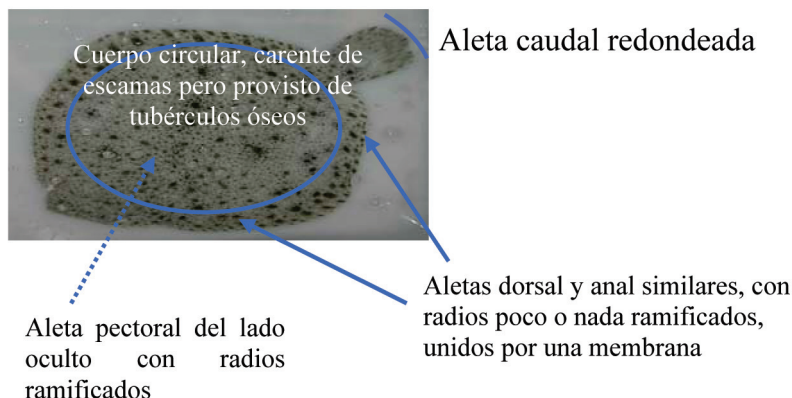 Cuerpo circular, carente de
escamas pero provisto de
tubérculos óseos
Aleta caudal redondeada
Aletas dorsal y anal similares, con
radios poco o nada ramificados,
unidos por una membrana
Aleta pectoral del lado
oculto con radios
ramificados